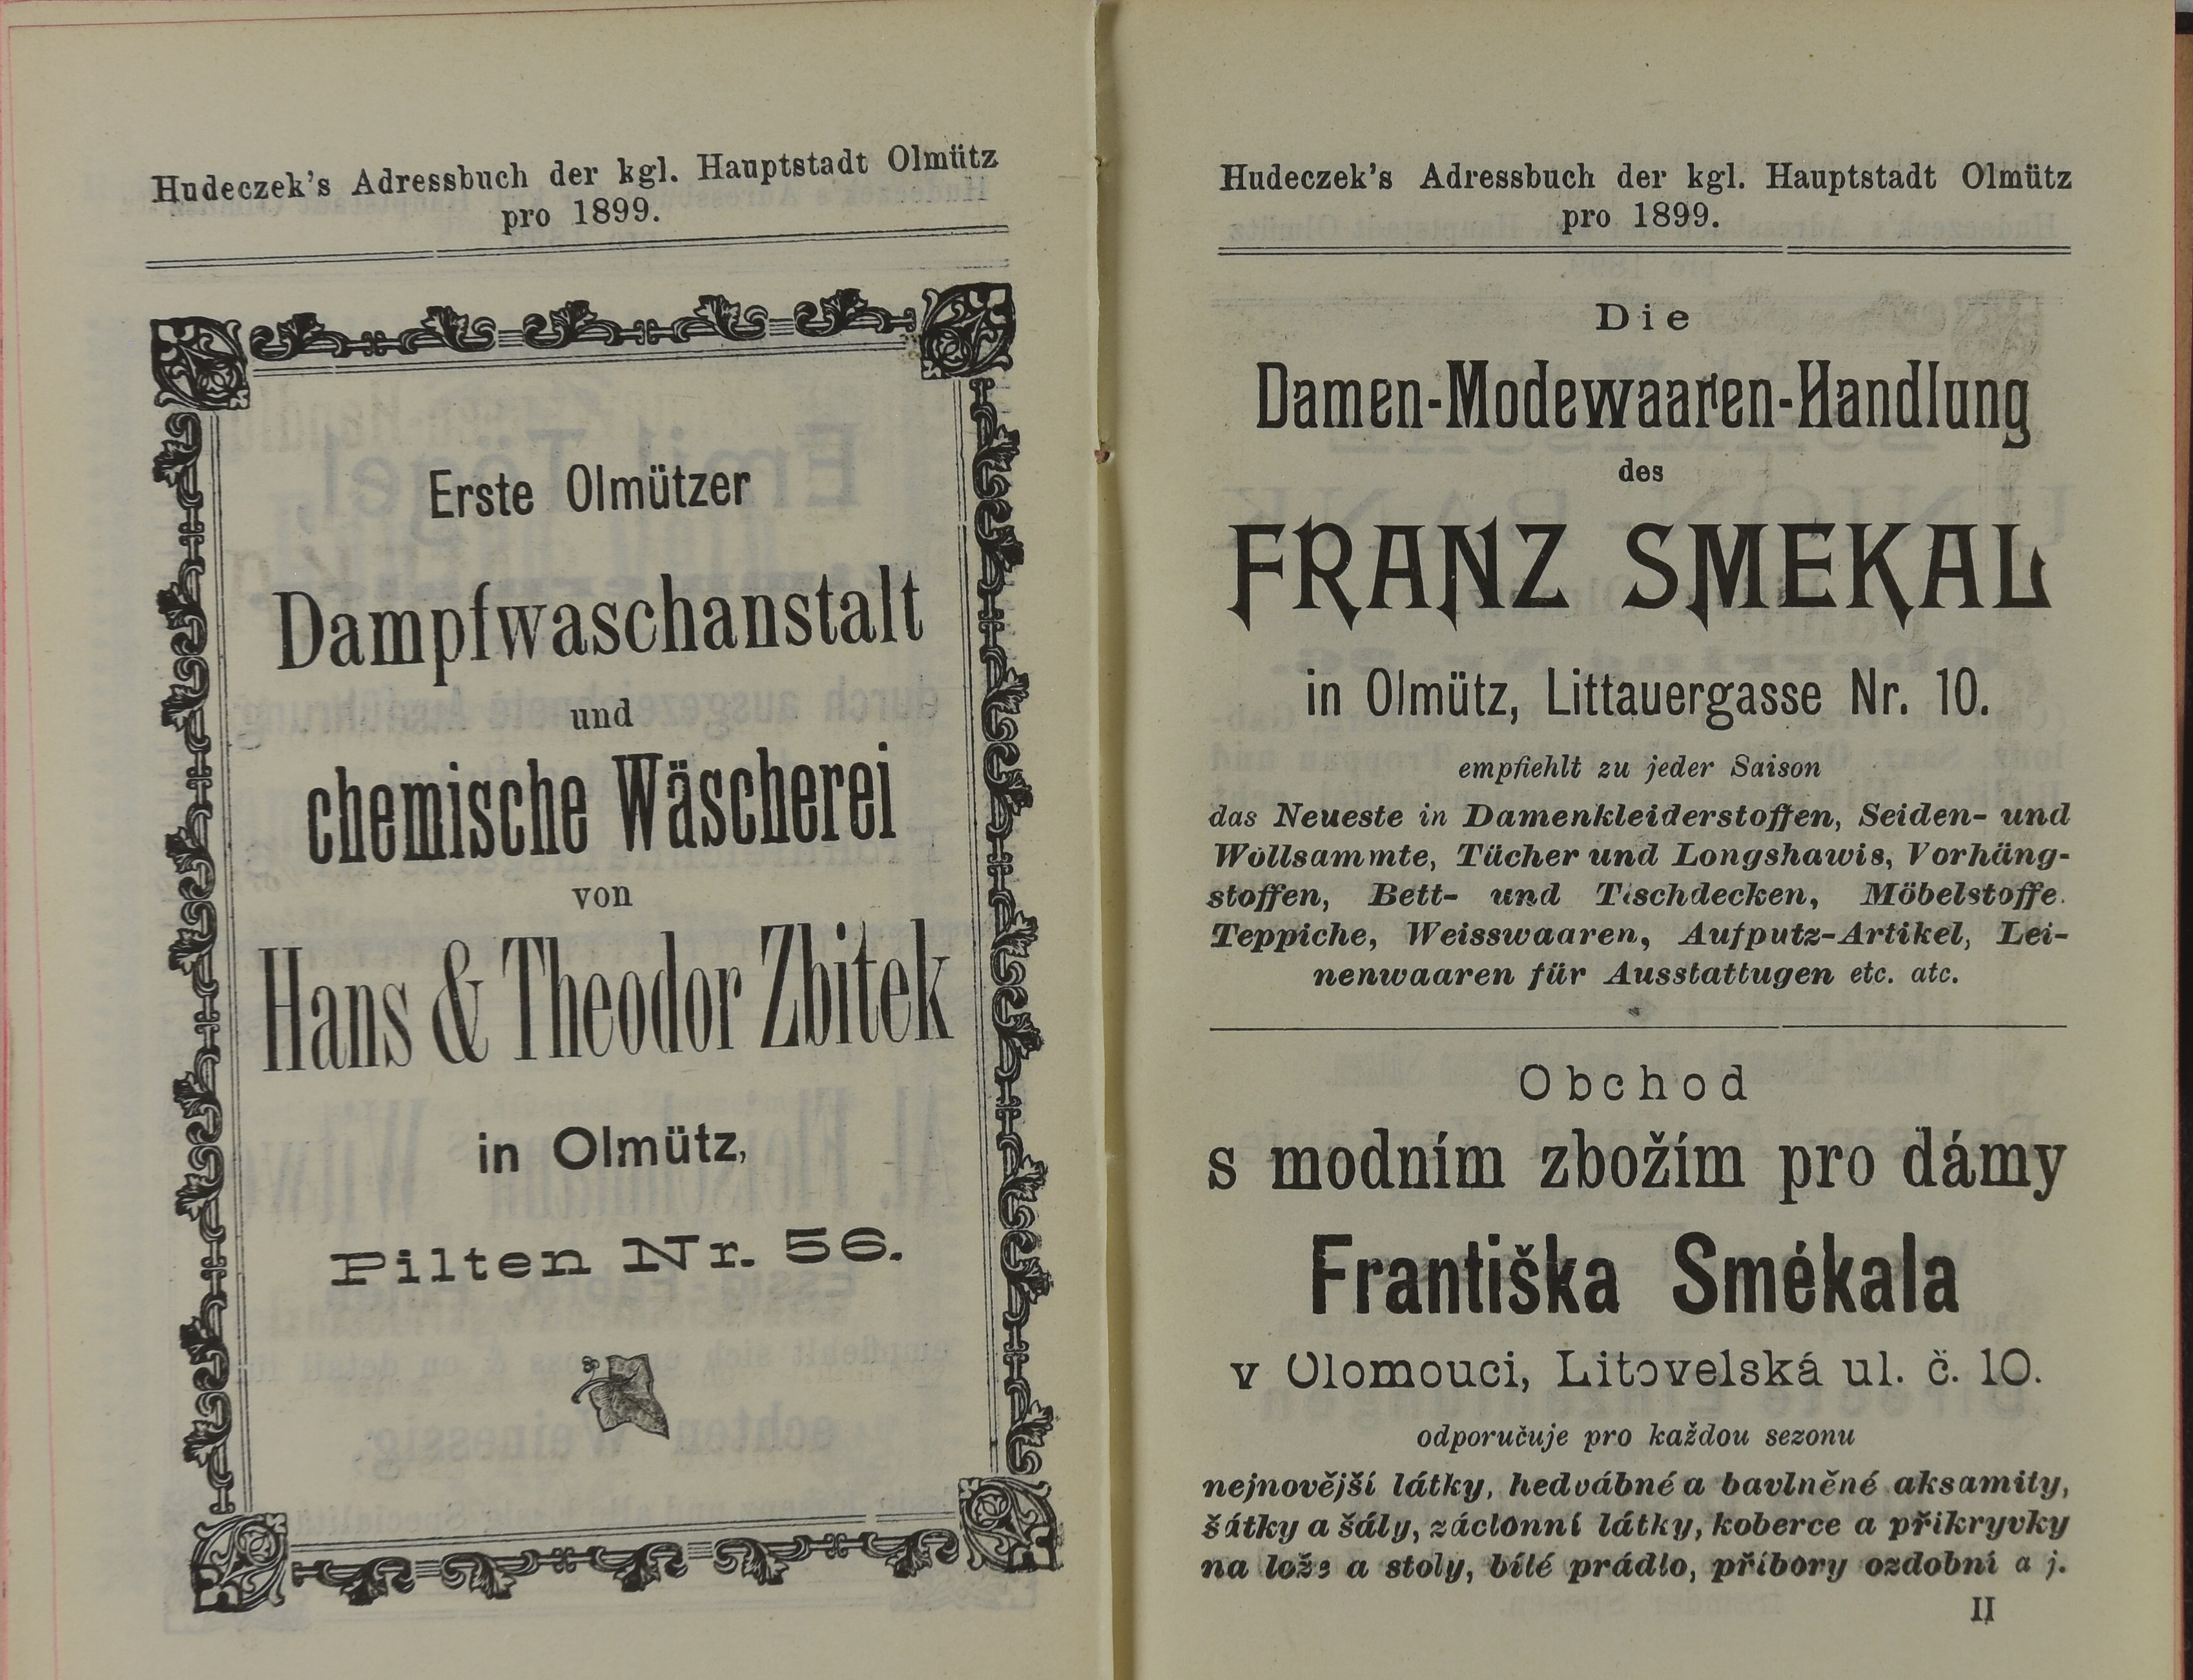 Hudeczek's Adressbuch der kgl. Hauptstadt Olmütz
pro 1899.
Erste Olmützer
Dampfwaschanstalt
und
chemische Wäscherei
von
Hans & Theodor Zbitek
in Olmütz,
Pilten Nr. 56.
Hudeczek's Adressbuch der kgl. Hauptstadt Olmütz
pro 1899.
Die
Damen-Modewaaren-Handlung
des
FRANZ SMEKAL
in Olmütz, Littauergasse Nr. 10.
empfiehlt zu jeder Saison
das Neueste in Damenkleiderstoffen, Seiden- und
Wollsammte, Tücher und Longshawls, Vorhäng-
stoffen, Bett- und Tischdecken, Möbelstoffe.
Teppiche, Weisswaaren, Aufputz-Artikel, Lei-
nenwaaren für Ausstattugen etc. atc.
Obchod
s modním zbožím pro dámy
Františka Smékala
v Olomouci, Litovelská ul. č. 10.
odporučuje pro každou sezonu
nejnovější látky, hedvábné a bavlněné aksamity,
šátky a šály, záclonní látky, koberce a přikryvky
na lože a stoly, bílé prádlo, příbory ozdobní a j.
II